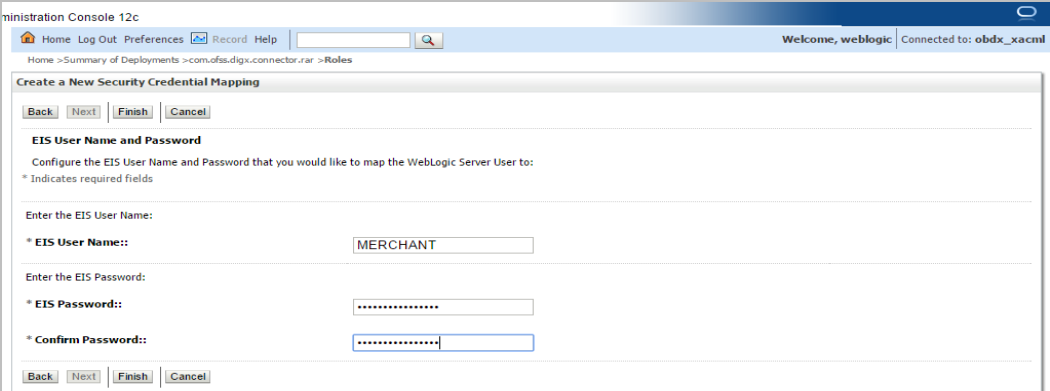 ministration Console 12c
Home Log Out Preferences Record Help
Welcome, weblogic Connected to: obdx_xacml
Home >Summary of Deployments >com.ofss.digx.connector.rar >Roles
Create a New Security Credential Mapping
Back Next Finish Cancel
EIS User Name and Password
Configure the EIS User Name and Password that you would like to map the WebLogic Server User to:
* Indicates required fields
Enter the EIS User Name:
* EIS User Name:: MERCHANT
Enter the EIS Password:
* EIS Password:: ••••••••••••••••
* Confirm Password:: ••••••••••••••••
Back Next Finish Cancel